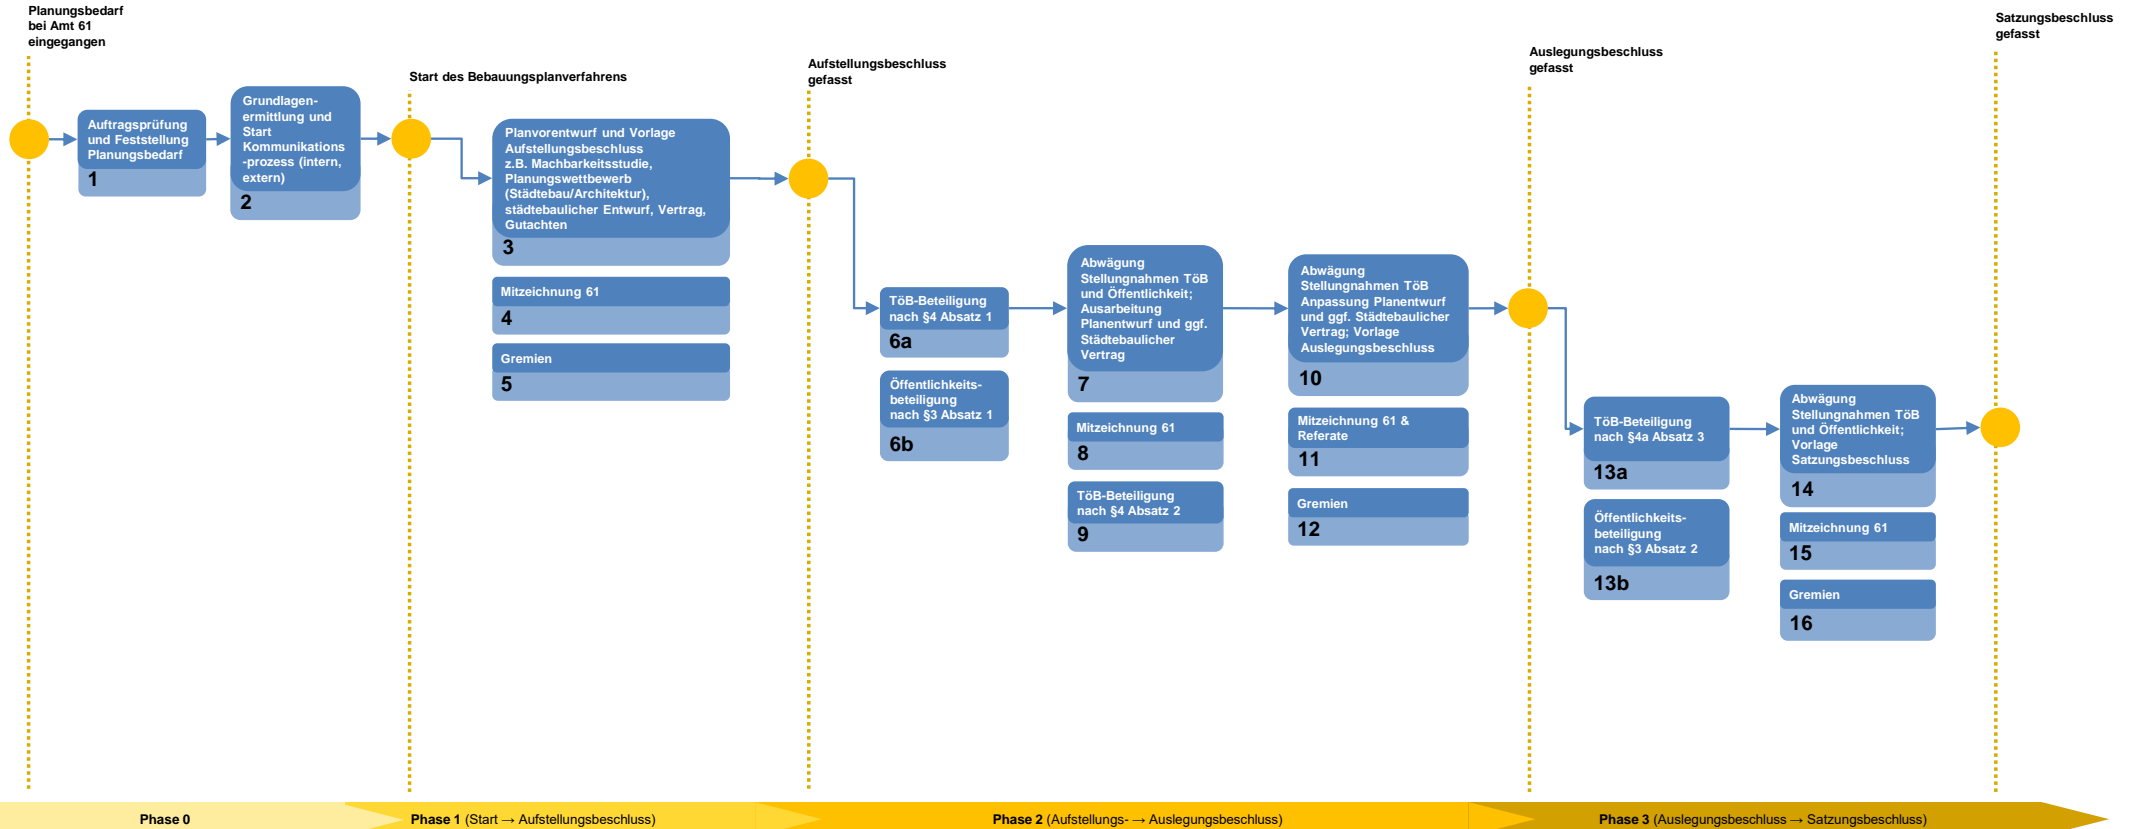 Planungsbedarf
bei Amt 61
eingegangen
Auftragsprüfung
und Feststellung
Planungsbedarf
1
Grundlagen-
ermittlung und
Start
Kommunikations
-prozess (intern,
extern)
2
Start des Bebauungsplanverfahrens
Planvorentwurf und Vorlage
Aufstellungsbeschluss
z.B. Machbarkeitsstudie,
Planungswettbewerb
(Städtebau/Architektur),
städtebaulicher Entwurf, Vertrag,
Gutachten
3
Mitzeichnung 61
4
Gremien
5
Aufstellungsbeschluss
gefasst
TöB-Beteiligung
nach §4 Absatz 1
6a
Öffentlichkeits-
beteiligung
nach §3 Absatz 1
6b
Abwägung
Stellungnahmen TöB
und Öffentlichkeit;
Ausarbeitung
Planentwurf und ggf.
Städtebaulicher
Vertrag
7
Mitzeichnung 61
8
TöB-Beteiligung
nach §4 Absatz 2
9
Abwägung
Stellungnahmen TöB
Anpassung Planentwurf
und ggf. Städtebaulicher
Vertrag; Vorlage
Auslegungsbeschluss
10
Mitzeichnung 61 &
Referate
11
Gremien
12
Auslegungsbeschluss
gefasst
TöB-Beteiligung
nach §4a Absatz 3
13a
Öffentlichkeits-
beteiligung
nach §3 Absatz 2
13b
Abwägung
Stellungnahmen TöB
und Öffentlichkeit;
Vorlage
Satzungsbeschluss
14
Mitzeichnung 61
15
Gremien
16
Satzungsbeschluss
gefasst
Phase 0
Phase 1 (Start → Aufstellungsbeschluss)
Phase 2 (Aufstellungs- → Auslegungsbeschluss)
Phase 3 (Auslegungsbeschluss → Satzungsbeschluss)